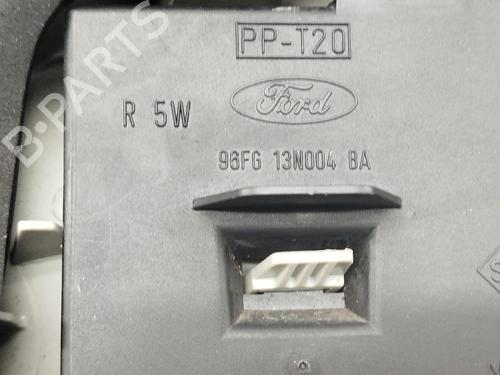 PP-T20
Ford
R 5W
96FG 13N004 BA
B-PARTS